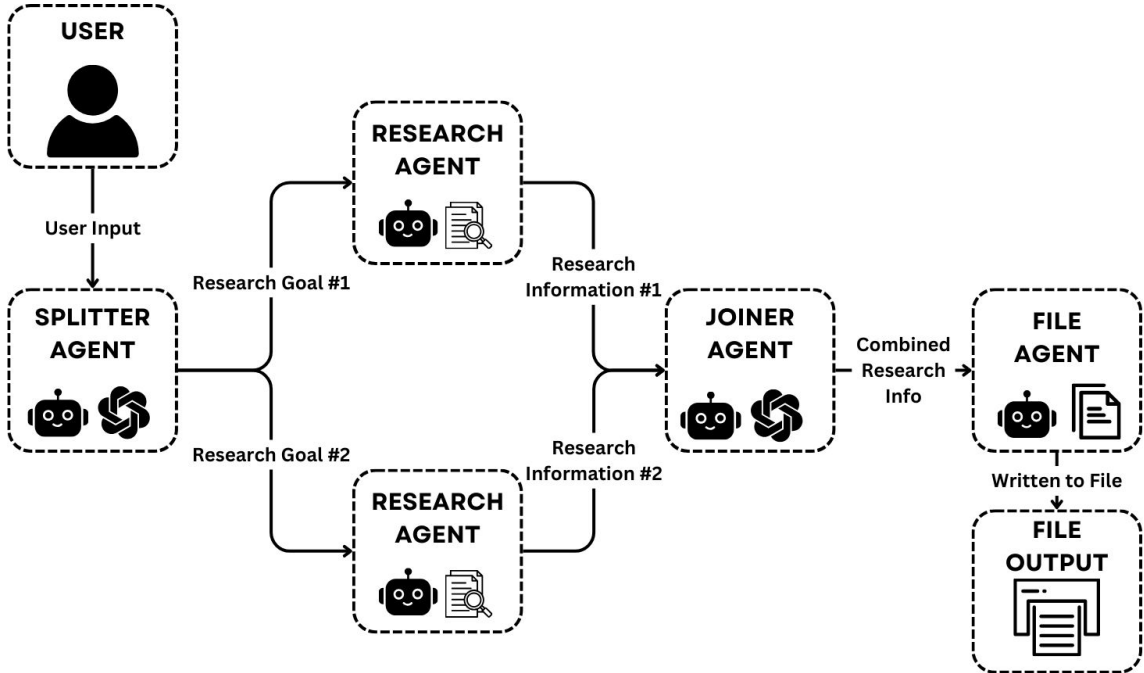 USER
User Input
SPLITTER
AGENT
Research Goal #1
Research Goal #2
RESEARCH
AGENT
RESEARCH
AGENT
Research
Information #1
Research
Information #2
JOINER
AGENT
Combined
Research
Info
FILE
AGENT
Written to File
FILE
OUTPUT